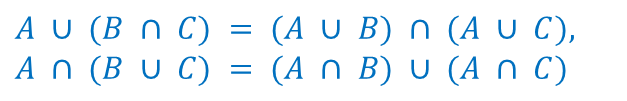 A ∪ (B ∩ C) = (A ∪ B) ∩ (A ∪ C),
A ∩ (B ∪ C) = (A ∩ B) ∪ (A ∩ C)